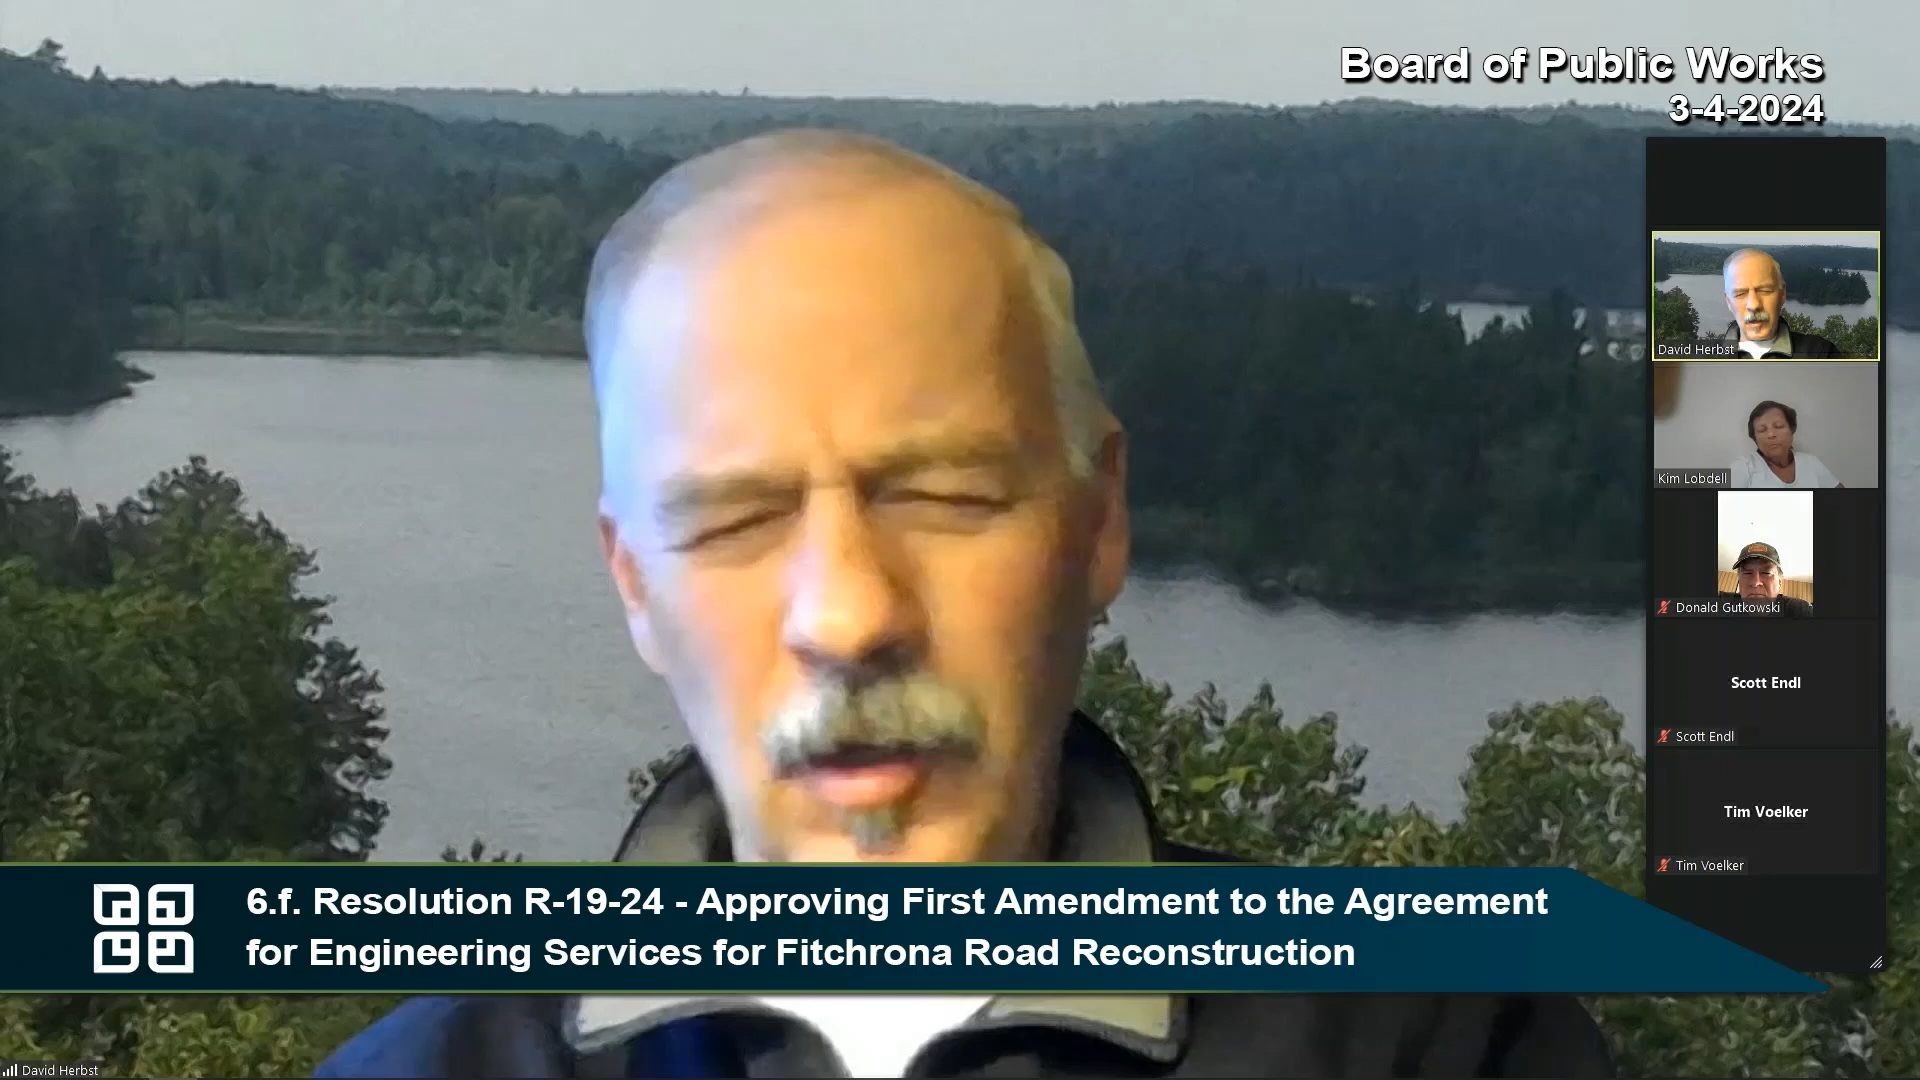 Board of Public Works
3-4-2024
David Herbst
Kim Lobdell
Donald Gutkowski
Scott Endl
Scott Endl
Tim Voelker
Tim Voelker
6.f. Resolution R-19-24 - Approving First Amendment to the Agreement
for Engineering Services for Fitchrona Road Reconstruction
David Herbst